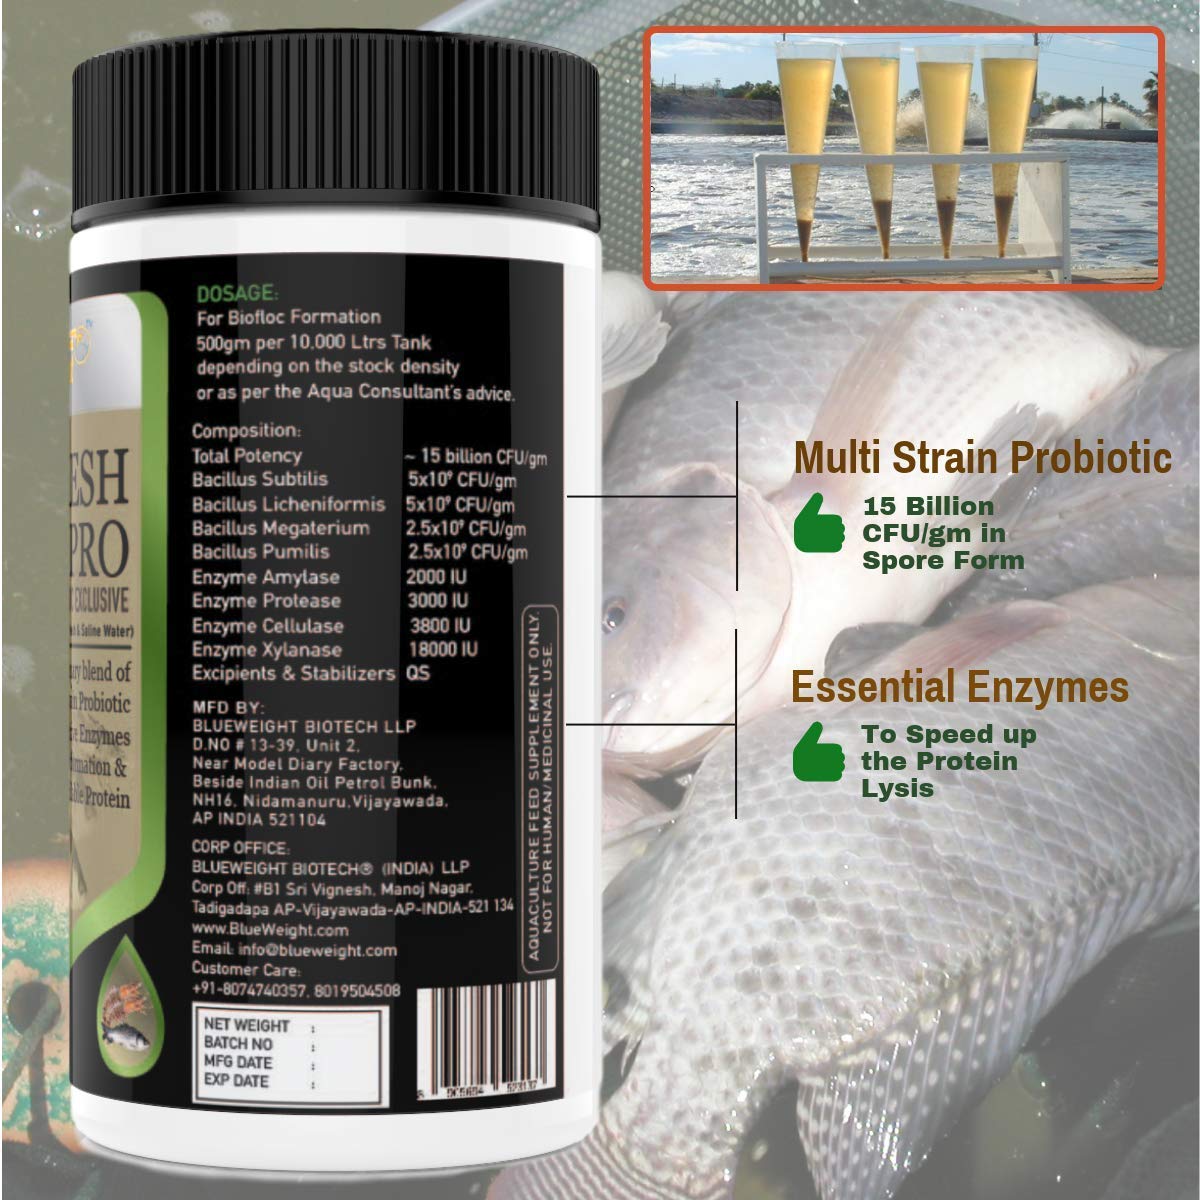 DOSAGE:
For Biofloc Formation
500gm per 10,000 Ltrs Tank
depending on the stock density
or as per the Aqua Consultant's advice.
Composition:
Total Potency ~ 15 billion CFU/gm
Bacillus Subtilis 5x10⁹ CFU/gm
Bacillus Licheniformis 5x10⁹ CFU/gm
Bacillus Megaterium 2.5x10⁹ CFU/gm
Bacillus Pumilis 2.5x10⁹ CFU/gm
Enzyme Amylase 2000 IU
Enzyme Protease 3000 IU
Enzyme Cellulase 3800 IU
Enzyme Xylanase 18000 IU
Excipients & Stabilizers QS
MFD BY:
BLUEWEIGHT BIOTECH LLP
D.NO # 13-39, Unit 2,
Near Model Diary Factory,
Beside Indian Oil Petrol Bunk,
NH16, Nidamanuru,Vijayawada,
AP INDIA 521104
CORP OFFICE:
BLUEWEIGHT BIOTECH® (INDIA) LLP
Corp Off: #B1 Sri Vignesh, Manoj Nagar,
Tadigadapa AP-Vijayawada-AP-INDIA-521 134
www.BlueWeight.com
Email: info@blueweight.com
Customer Care:
+91-8074740357, 8019504508
NET WEIGHT :
BATCH NO :
MFG DATE :
EXP DATE :
AQUACULTURE FEED SUPPLEMENT ONLY.
NOT FOR HUMAN/MEDICINAL USE.
ESH
PRO
EXCLUSIVE
& Saline Water)
blend of
Probiotic
Enzymes
&
Protein
Multi Strain Probiotic
15 Billion
CFU/gm in
Spore Form
Essential Enzymes
To Speed up
the Protein
Lysis